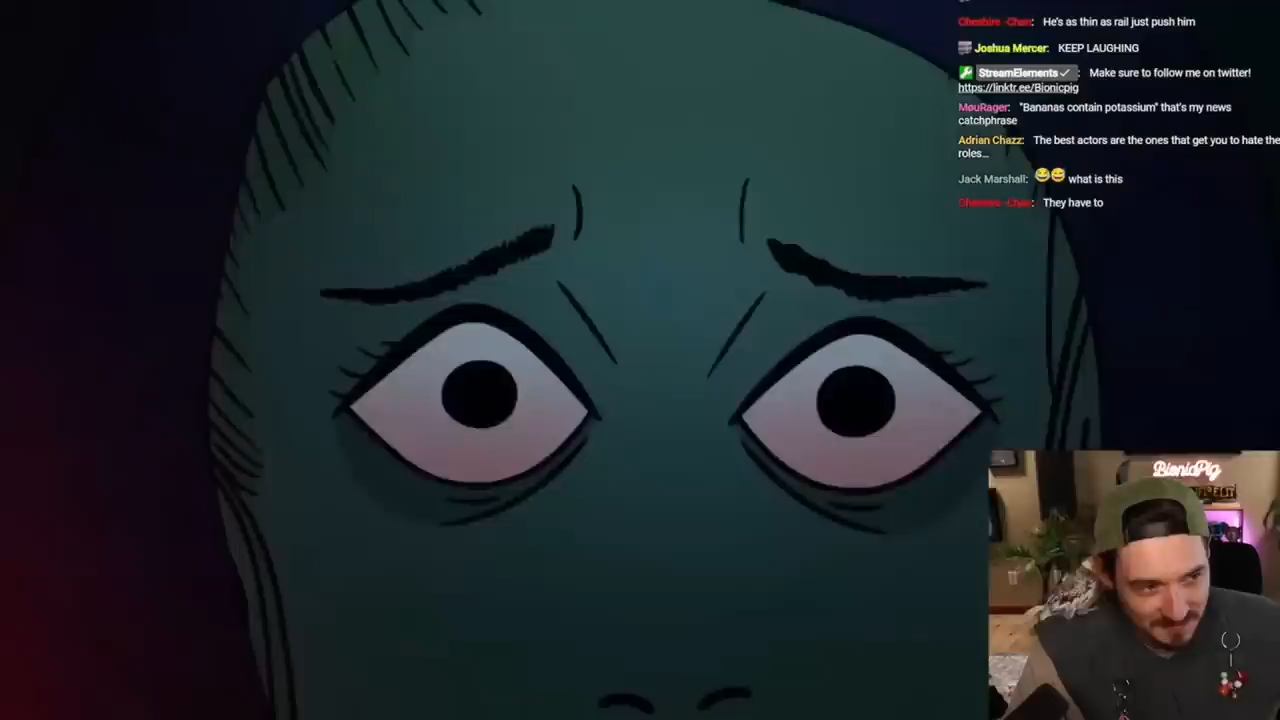 Cheshire -Chan: He's as thin as rail just push him
Joshua Mercer: KEEP LAUGHING
StreamElements ✓: Make sure to follow me on twitter!
https://linktr.ee/Bionicpig
MøuRager: "Bananas contain potassium" that's my news
catchphrase
Adrian Chazz: The best actors are the ones that get you to hate the
roles…
Jack Marshall: 😂😅 what is this
Cheshire -Chan: They have to
BionicPig